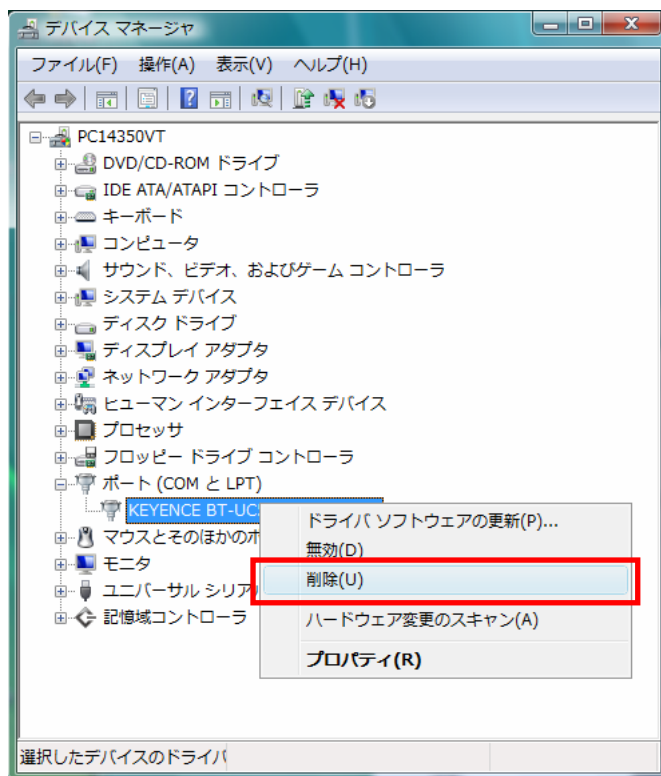 デバイス マネージャ
ファイル(F) 操作(A) 表示(V) ヘルプ(H)
PC14350VT
DVD/CD-ROM ドライブ
IDE ATA/ATAPI コントローラ
キーボード
コンピュータ
サウンド、ビデオ、およびゲーム コントローラ
システム デバイス
ディスク ドライブ
ディスプレイ アダプタ
ネットワーク アダプタ
ヒューマン インターフェイス デバイス
プロセッサ
フロッピー ドライブ コントローラ
ポート (COM と LPT)
KEYENCE BT-UC
マウスとそのほかのポ
モニタ
ユニバーサル シリア
記憶域コントローラ
ドライバ ソフトウェアの更新(P)...
無効(D)
削除(U)
ハードウェア変更のスキャン(A)
プロパティ(R)
選択したデバイスのドライバ